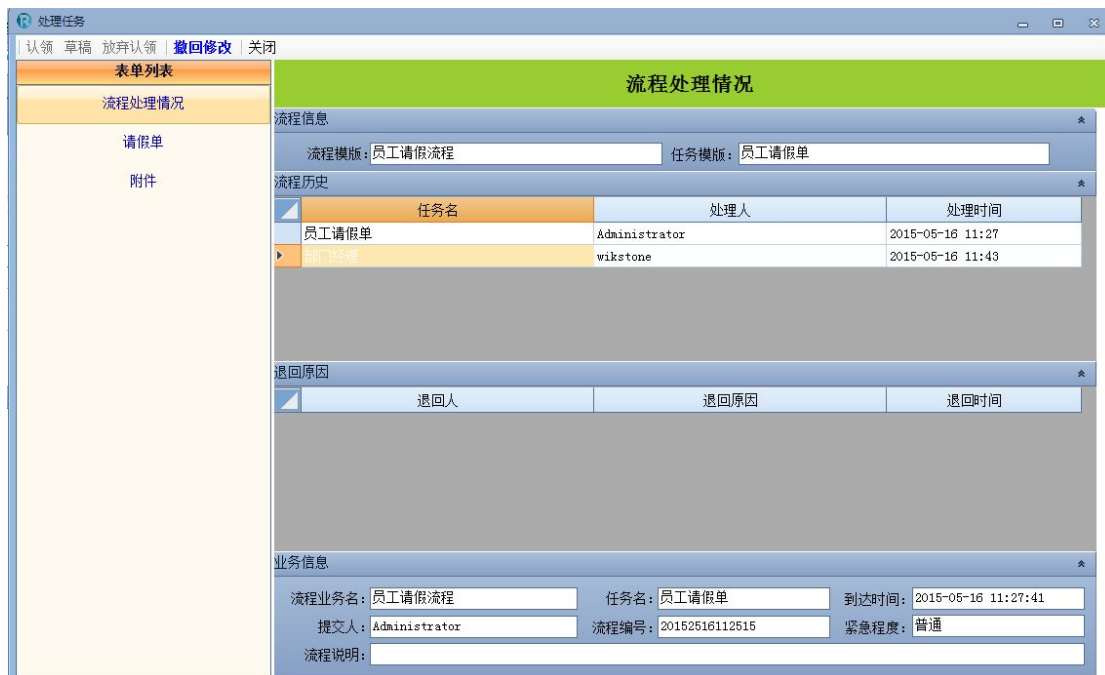 处理任务
认领 草稿 放弃认领 撤回修改 关闭
表单列表
流程处理情况
请假单
附件
流程处理情况
流程信息
流程模版：员工请假流程 任务模版：员工请假单
流程历史
任务名 处理人 处理时间
员工请假单 Administrator 2015-05-16 11:27
部门经理 wikstone 2015-05-16 11:43
退回原因
退回人 退回原因 退回时间
业务信息
流程业务名：员工请假流程 任务名：员工请假单 到达时间：2015-05-16 11:27:41
提交人：Administrator 流程编号：20152516112515 紧急程度：普通
流程说明：